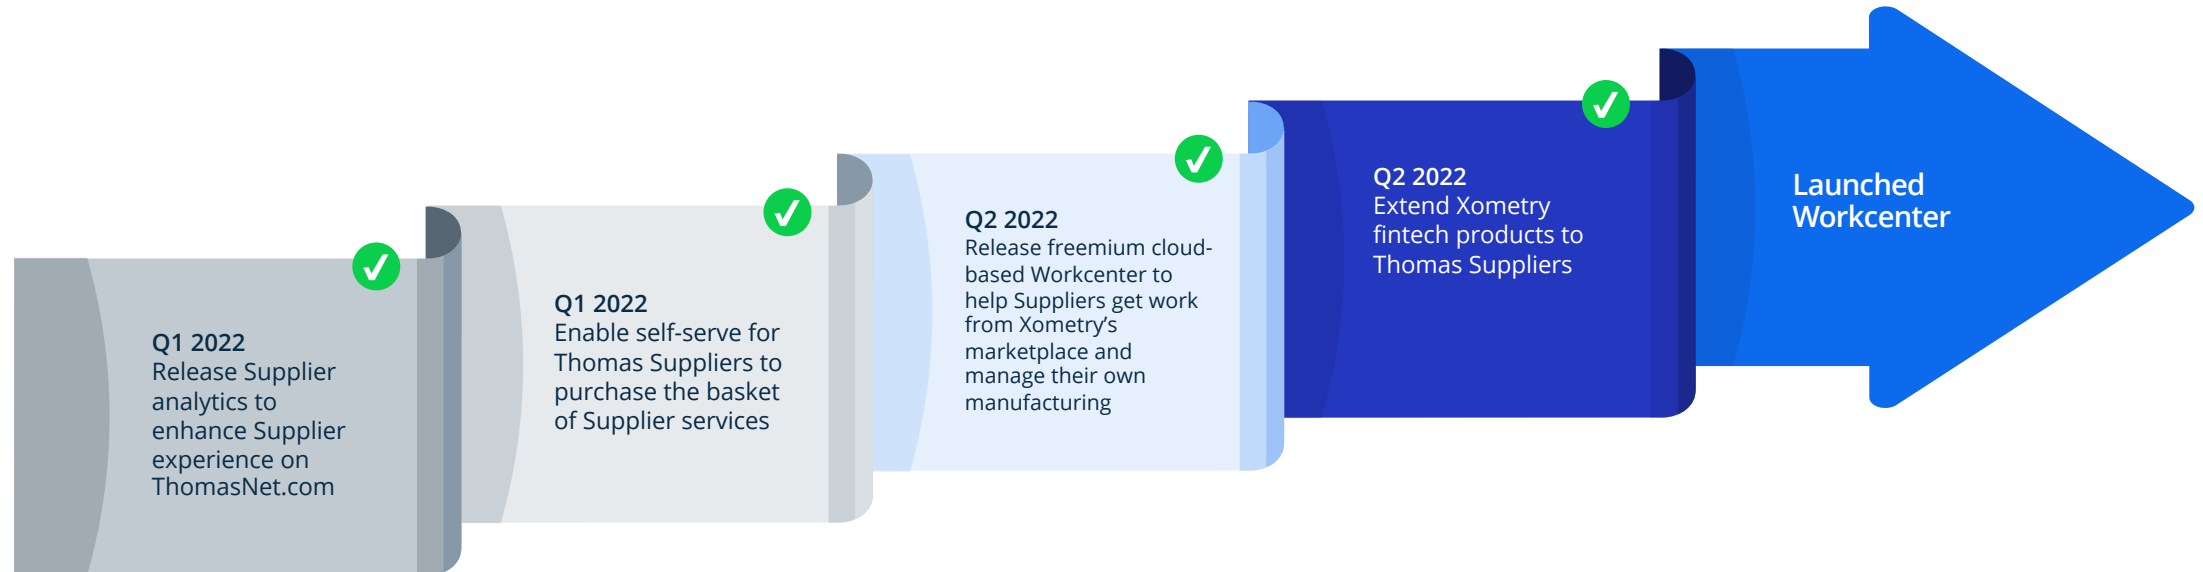 Q1 2022
Release Supplier
analytics to
enhance Supplier
experience on
ThomasNet.com
Q1 2022
Enable self-serve for
Thomas Suppliers to
purchase the basket
of Supplier services
Q2 2022
Release freemium cloud-
based Workcenter to
help Suppliers get work
from Xometry’s
marketplace and
manage their own
manufacturing
Q2 2022
Extend Xometry
fintech products to
Thomas Suppliers
Launched
Workcenter